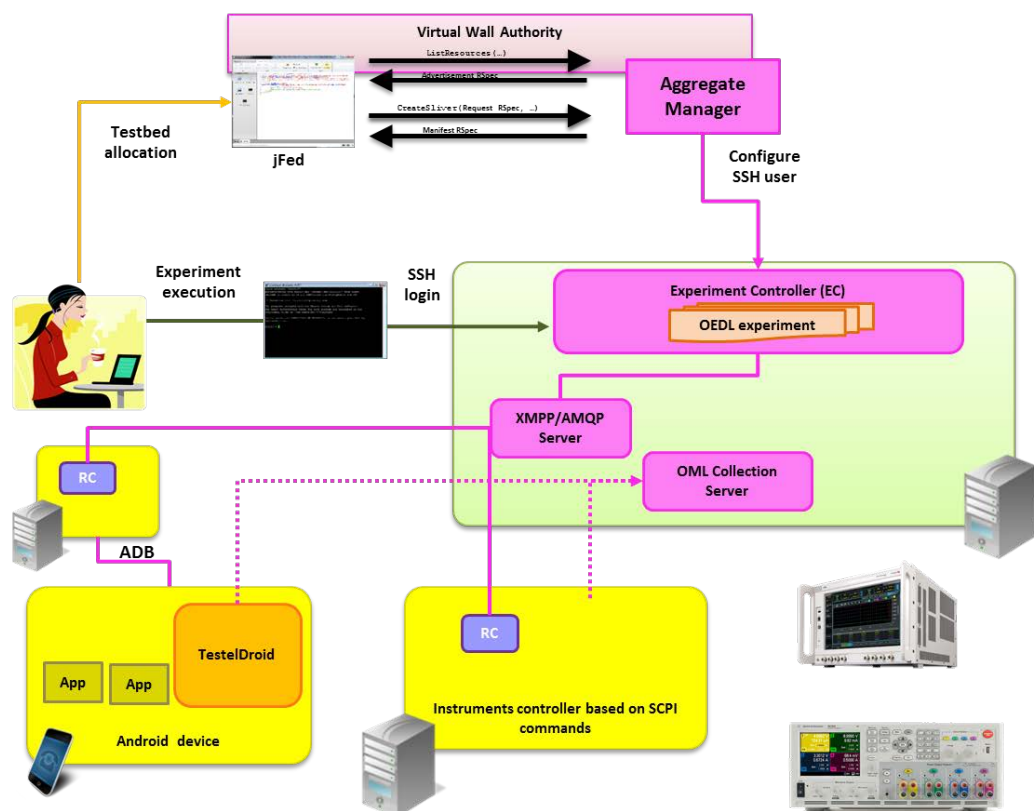 Virtual Wall Authority
ListResources(…)
Advertisement RSpec
CreateSliver(Request RSpec, …)
Manifest RSpec
Aggregate
Manager
Testbed
allocation
jFed
Configure
SSH user
Experiment
execution
SSH
login
Experiment Controller (EC)
OEDL experiment
XMPP/AMQP
Server
RC
OML Collection
Server
ADB
RC
TestelDroid
App
App
Instruments controller based on SCPI
commands
Android device